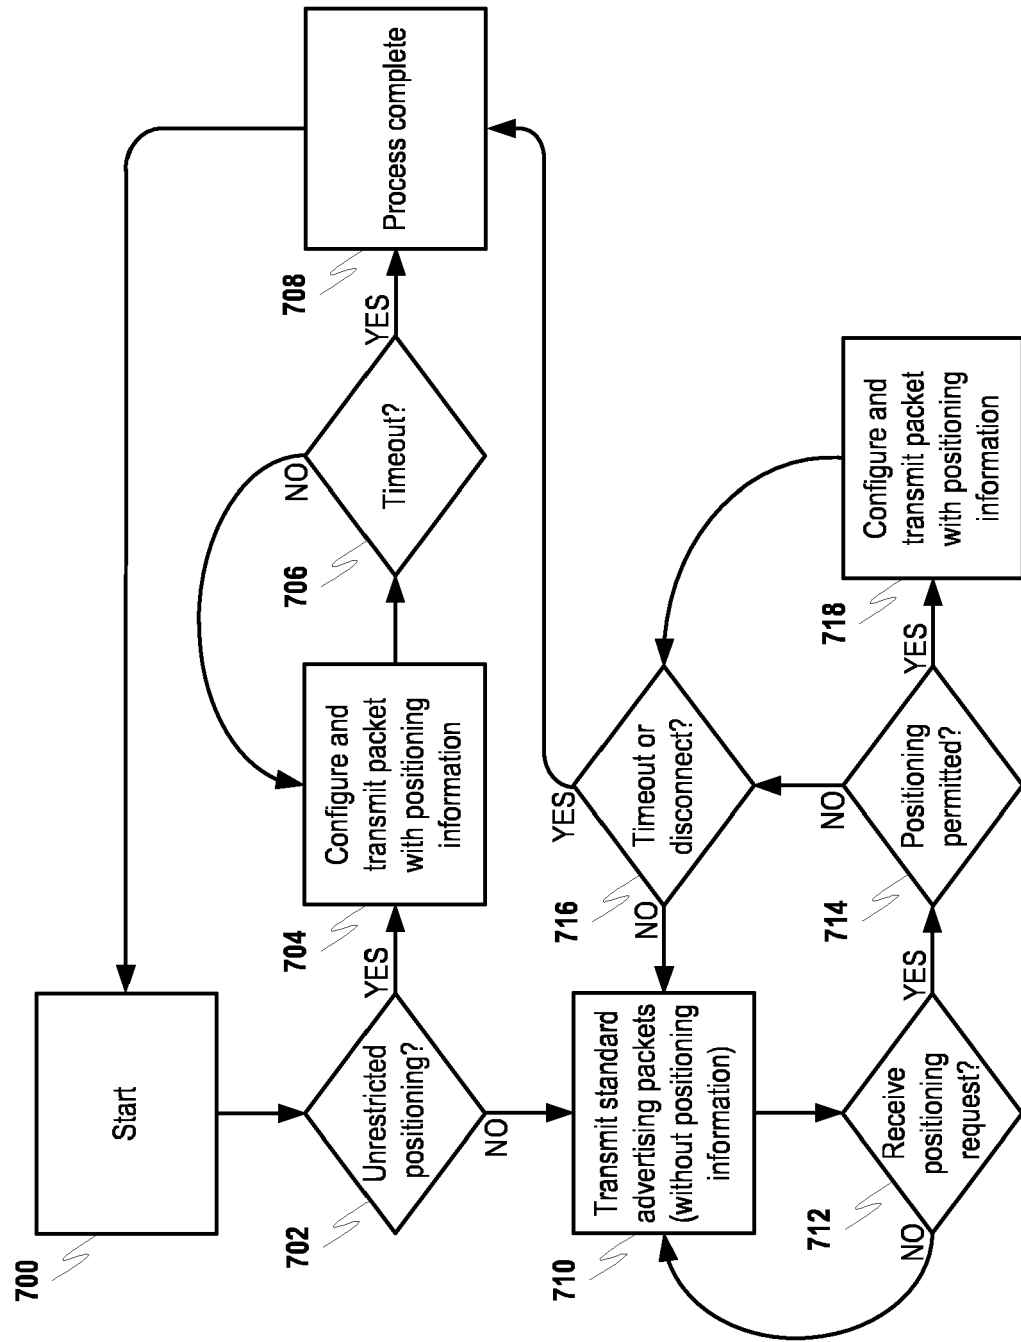 700
Start
702
Unrestricted
positioning?
YES
NO
704
Configure and
transmit packet
with positioning
information
706
Timeout?
NO
YES
708
Process complete
710
Transmit standard
advertising packets
(without positioning
information)
712
Receive
positioning
request?
NO
YES
714
Positioning
permitted?
NO
YES
716
Timeout or
disconnect?
NO
YES
718
Configure and
transmit packet
with positioning
information